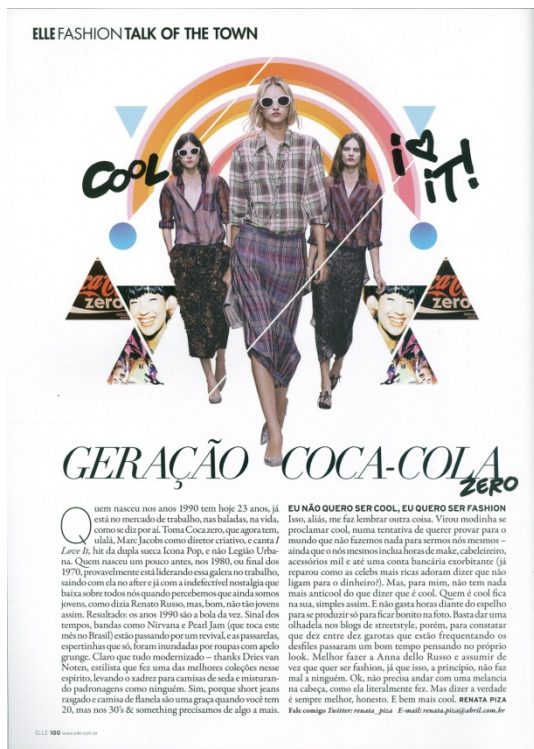 ELLE FASHION TALK OF THE TOWN
COOL
i ♥
iT!
Coca-Cola
zero
Coca-Cola
zero
GERAÇÃO COCA-COLA
ZERO
Quem nasceu nos anos 1990 tem hoje 23 anos, já
está no mercado de trabalho, nas baladas, na vida,
como se diz por aí. Toma Coca zero, que agora tem,
ulalá, Marc Jacobs como diretor criativo, e canta I
Love It, hit da dupla sueca Icona Pop, e não Legião Urba-
na. Quem nasceu um pouco antes, nos 1980, ou final dos
1970, provavelmente está liderando essa galera no trabalho,
saindo com ela no after e já com a indefectível nostalgia que
baixa sobre todos nós quando percebemos que ainda somos
jovens, como dizia Renato Russo, mas, bom, não tão jovens
assim. Resultado: os anos 1990 são a bola da vez. Sinal dos
tempos, bandas como Nirvana e Pearl Jam (que toca este
mês no Brasil) estão passando por um revival, e as passarelas,
espertinhas que só, foram inundadas por roupas com apelo
grunge. Claro que tudo modernizado – thanks Dries van
Noten, estilista que fez uma das melhores coleções nesse
espírito, levando o xadrez para camisas de seda e misturan-
do padronagens como ninguém. Sim, porque short jeans
rasgado e camisa de flanela são uma graça quando você tem
20, mas nos 30's & something precisamos de algo a mais.
EU NÃO QUERO SER COOL, EU QUERO SER FASHION
Isso, aliás, me faz lembrar outra coisa. Virou modinha se
proclamar cool, numa tentativa de querer provar para o
mundo que não fazemos nada para sermos nós mesmos –
ainda que o nós mesmos inclua horas de make, cabeleireiro,
acessórios mil e até uma conta bancária exorbitante (já
reparou como as celebs mais ricas adoram dizer que não
ligam para o dinheiro?). Mas, para mim, não tem nada
mais anticool do que dizer que é cool. Quem é cool fica
na sua, simples assim. E não gasta horas diante do espelho
para se produzir só para ficar bonito na foto. Basta dar uma
olhadela nos blogs de streetstyle, porém, para constatar
que dez entre dez garotas que estão frequentando os
desfiles passaram um bom tempo pensando no próprio
look. Melhor fazer a Anna dello Russo e assumir de
vez que quer ser fashion, já que isso, a princípio, não faz
mal a ninguém. Ok, não precisa andar com uma melancia
na cabeça, como ela literalmente fez. Mas dizer a verdade
é sempre melhor, honesto. E bem mais cool. RENATA PIZA
Fale comigo Twitter: renata_piza E-mail: renata.piza@abril.com.br
ELLE 100 www.elle.com.br